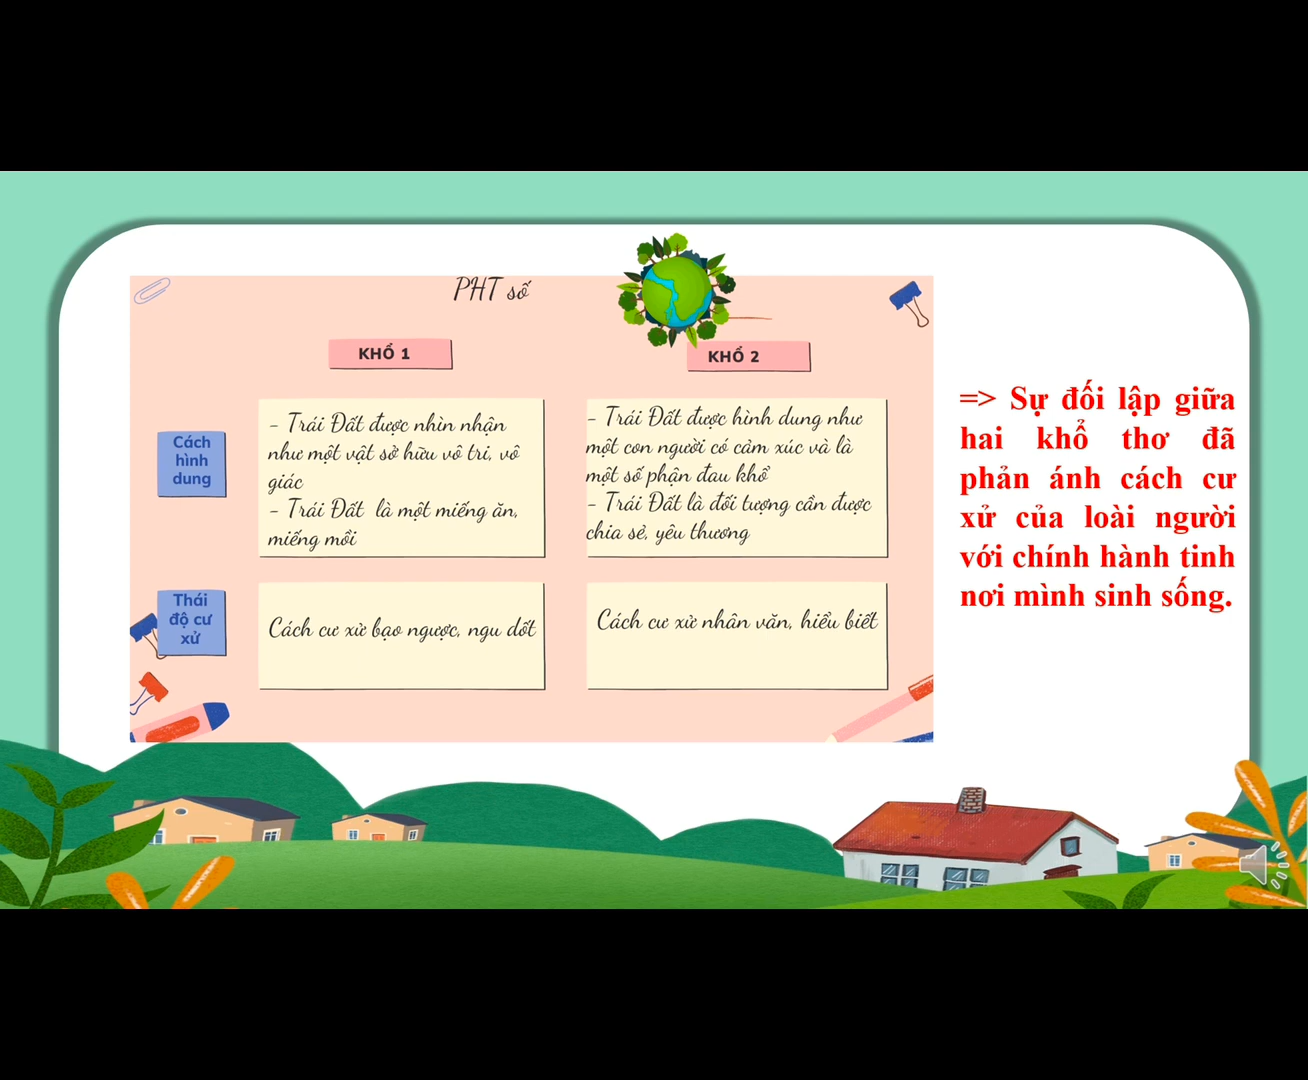 PHT số
KHỔ 1
KHỔ 2
Cách
hình
dung
- Trái Đất được nhìn nhận
như một vật sở hữu vô tri, vô
giác
- Trái Đất là một miếng ăn,
miếng mồi
- Trái Đất được hình dung như
một con người có cảm xúc và là
một số phận đau khổ
- Trái Đất là đối tượng cần được
chia sẻ, yêu thương
Thái
độ cư
xử
Cách cư xử bạo ngược, ngu dốt
Cách cư xử nhân văn, hiểu biết
=> Sự đối lập giữa
hai khổ thơ đã
phản ánh cách cư
xử của loài người
với chính hành tinh
nơi mình sinh sống.